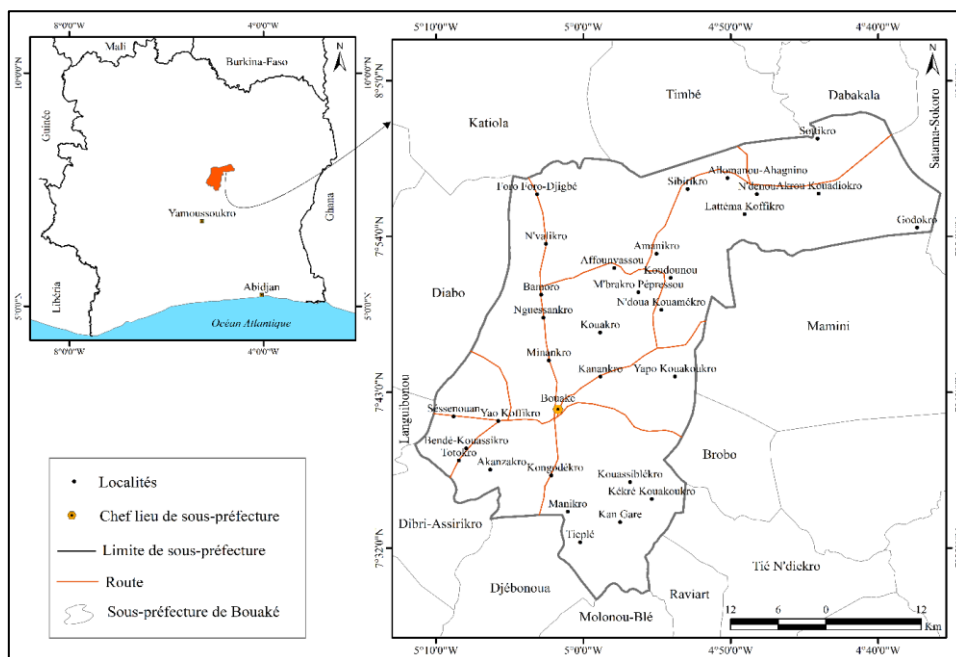 8°0'0"W
4°0'0"W
N
Mali
Burkina-Faso
10°0'0"N
Guinée
Ghana
Yamoussoukro
Abidjan
Libéria
5°0'0"N
Océan Atlantique
8°0'0"W
4°0'0"W
Localités
Chef lieu de sous-préfecture
Limite de sous-préfecture
Route
Sous-préfecture de Bouaké
5°10'0"W
5°0'0"W
4°50'0"W
4°40'0"W
N
8°5'0"N
7°54'0"N
7°43'0"N
7°32'0"N
Timbé
Dabakala
Satama-Sokoro
Katiola
Sokikro
Foro Foro-Djigbé
Sibirikro
Allomanou-Ahagnino
N'denou
Akrou Kouadiokro
Lattéma Koffikro
Godokro
N'valikro
Amanikro
Affounvassou
Koudounou
Diabo
Bamoro
M'brakro
Pépressou
N'doua Kouamékro
Nguessankro
Kouakro
Mamini
Minankro
Kanankro
Yapo Kouakoukro
Bouaké
Languibonou
Séssenouan
Yao Koffikro
Bendé-Kouassikro
Totokro
Akanzakro
Kongodékro
Kouassiblékro
Kékré Kouakoukro
Brobo
Manikro
Kan Gare
Dibri-Assirikro
Tieplé
Tié N'diekro
Djébonoua
Raviart
Molonou-Blé
12
6
0
12
Km
5°10'0"W
5°0'0"W
4°50'0"W
4°40'0"W